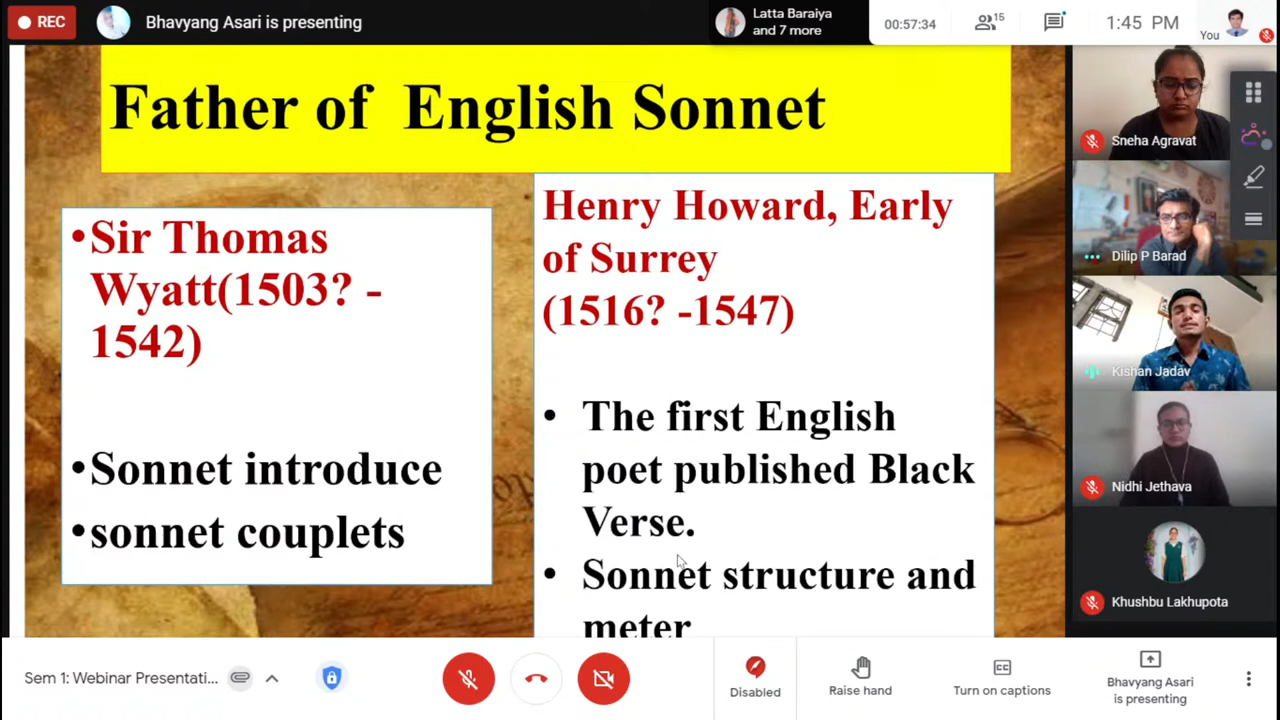 REC
Bhavyang Asari is presenting
Latta Baraiya
and 7 more
00:57:34
15
1:45 PM
You
Father of English Sonnet
•Sir Thomas
Wyatt(1503? -
1542)
•Sonnet introduce
•sonnet couplets
Henry Howard, Early
of Surrey
(1516? -1547)
• The first English
poet published Black
Verse.
• Sonnet structure and
meter
Sneha Agravat
Dilip P Barad
Kishan Jadav
Nidhi Jethava
Khushbu Lakhupota
Sem 1: Webinar Presentati...
Disabled
Raise hand
CC
Turn on captions
Bhavyang Asari
is presenting